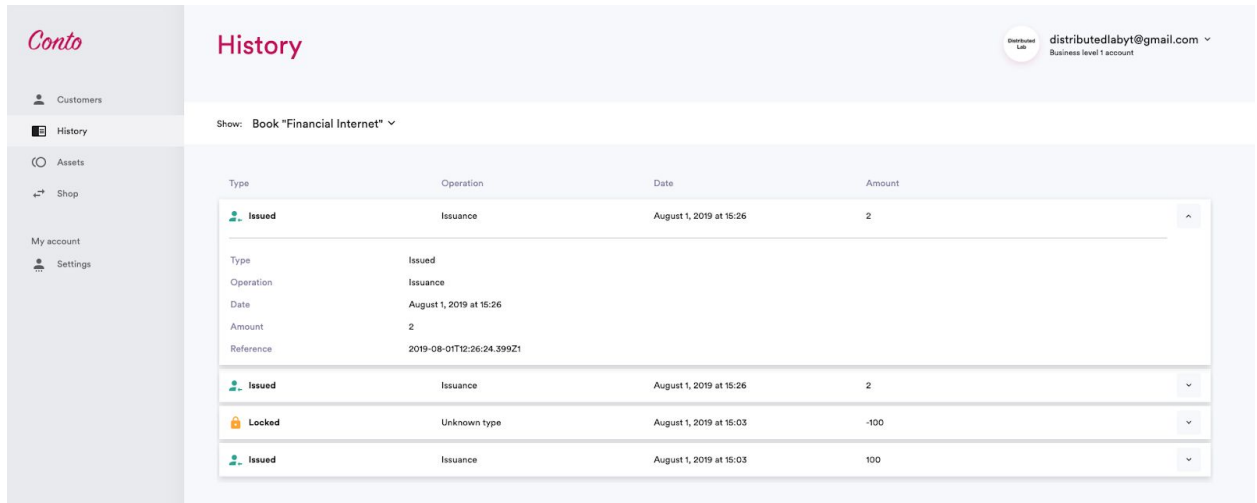 Conto
Customers
History
Assets
Shop
My account
Settings
History
Distributed
Lab
distributedlabyt@gmail.com
Business level 1 account
Show: Book "Financial Internet"
Type Operation Date Amount
Issued Issuance August 1, 2019 at 15:26 2
Type Issued
Operation Issuance
Date August 1, 2019 at 15:26
Amount 2
Reference 2019-08-01T12:26:24.399Z1
Issued Issuance August 1, 2019 at 15:26 2
Locked Unknown type August 1, 2019 at 15:03 -100
Issued Issuance August 1, 2019 at 15:03 100